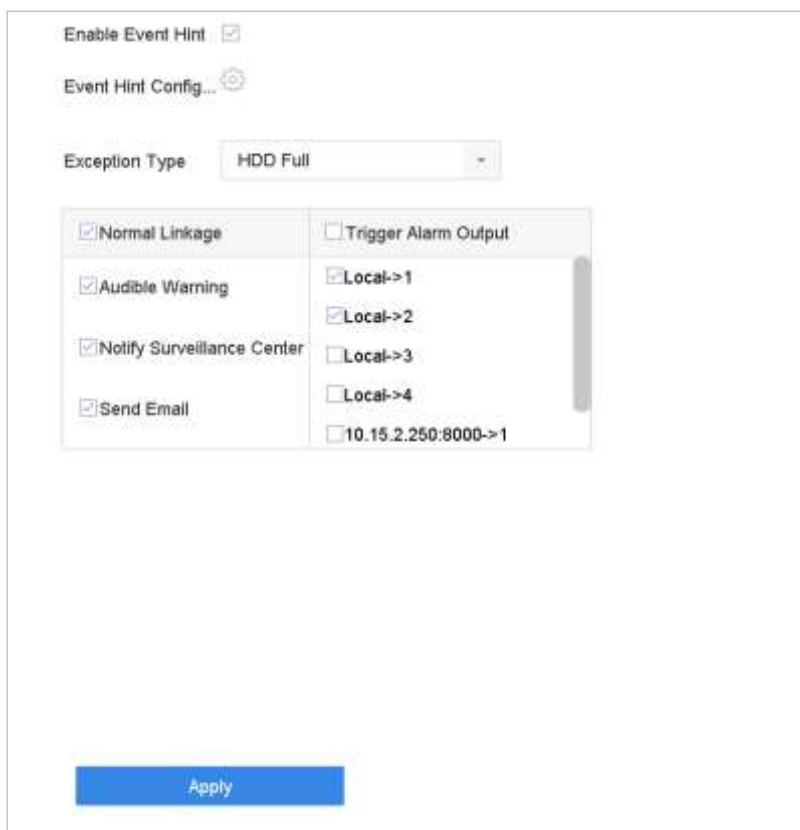 Enable Event Hint
Event Hint Config...
Exception Type HDD Full
Normal Linkage Trigger Alarm Output
Audible Warning Local->1
Local->2
Notify Surveillance Center Local->3
Local->4
Send Email
10.15.2.250:8000->1
Apply